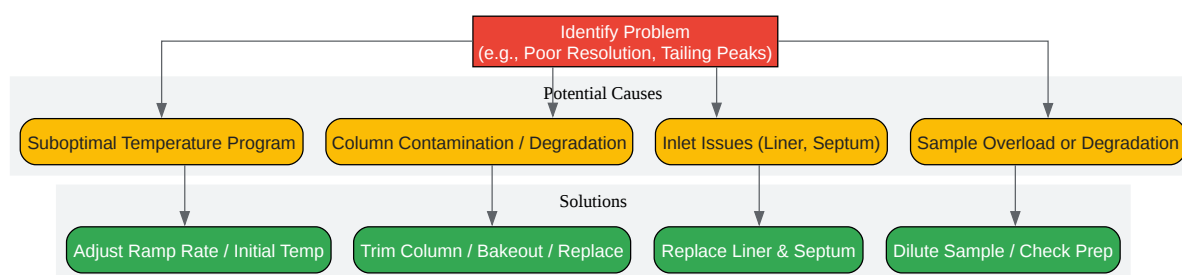 Identify Problem
(e.g., Poor Resolution, Tailing Peaks)
Potential Causes
Suboptimal Temperature Program
Column Contamination / Degradation
Inlet Issues (Liner, Septum)
Sample Overload or Degradation
Solutions
Adjust Ramp Rate / Initial Temp
Trim Column / Bakeout / Replace
Replace Liner & Septum
Dilute Sample / Check Prep